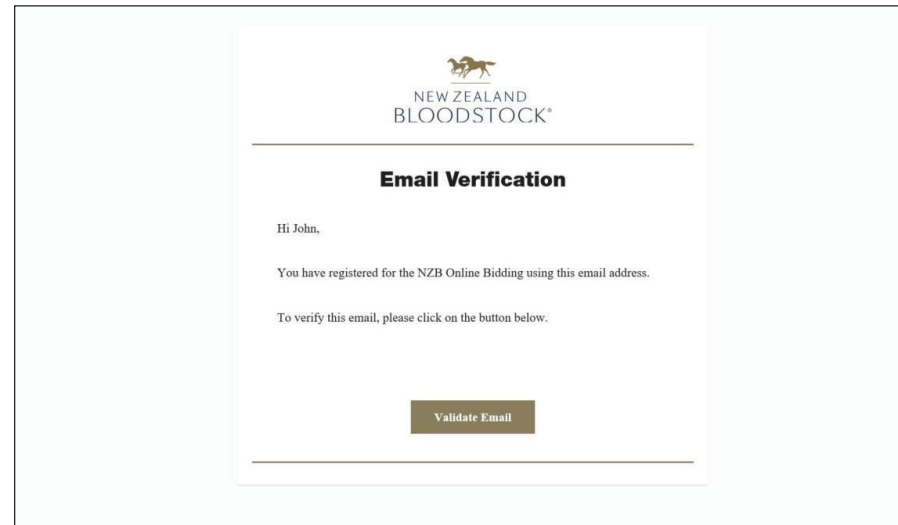 NEW ZEALAND
BLOODSTOCK®
Email Verification
Hi John,
You have registered for the NZB Online Bidding using this email address.
To verify this email, please click on the button below.
Validate Email